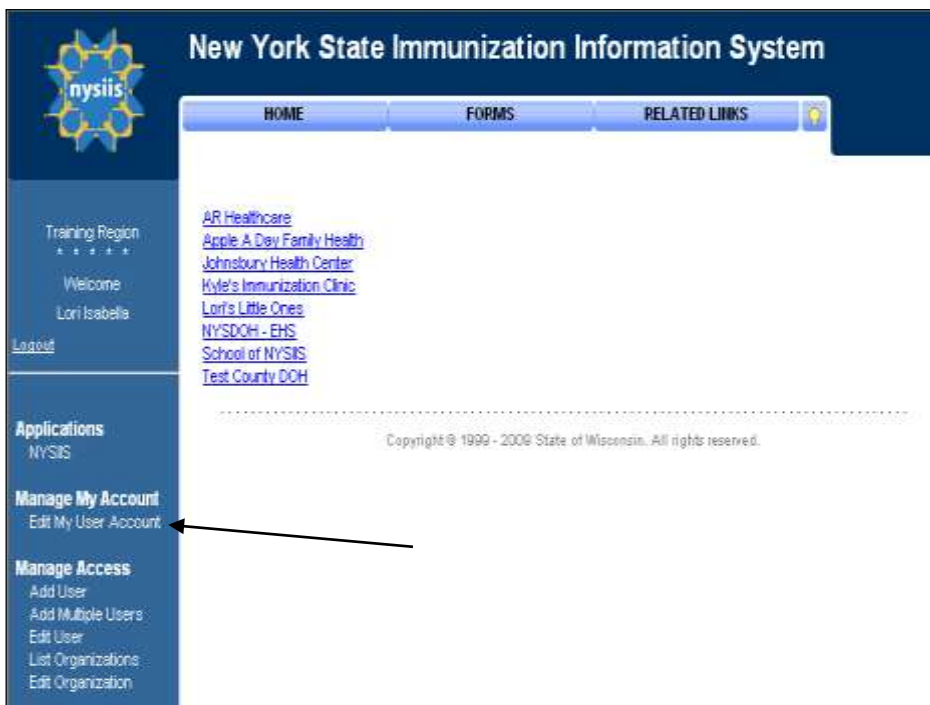 New York State Immunization Information System
nysiis
HOME FORMS RELATED LINKS
Training Region
* * * * *
Welcome
Lori Isabella
Logout
AR Healthcare
Apple A Day Family Health
Johnsbury Health Center
Kyle's Immunization Clinic
Lori's Little Ones
NYSDOH - EHS
School of NYSIIS
Test County DOH
Copyright © 1999 - 2009 State of Wisconsin. All rights reserved.
Applications
NYSIIS
Manage My Account
Edit My User Account
Manage Access
Add User
Add Multiple Users
Edit User
List Organizations
Edit Organization